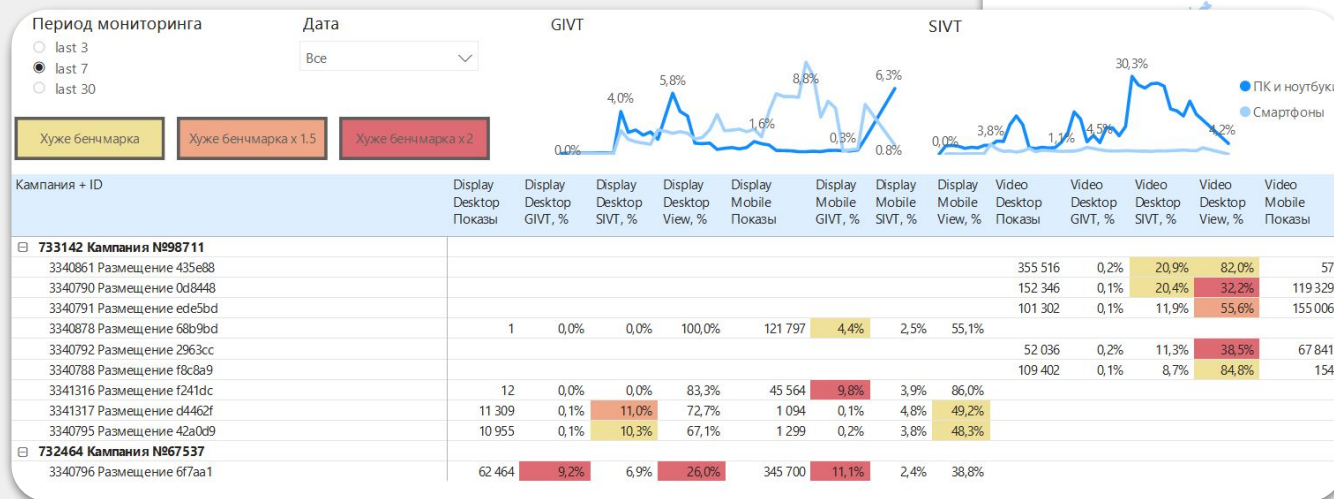 Период мониторинга
last 3
last 7
last 30
Дата
Все
GIVT
0,0%
4,0%
5,8%
1,6%
8,8%
0,3%
6,3%
0.8%
SIVT
0,0%
3,8%
1,1%
4,5%
30,3%
4,2%
ПК и ноутбуки
Смартфоны
Хуже бенчмарка
Хуже бенчмарка x 1.5
Хуже бенчмарка x 2
Кампания + ID
Display Desktop Показы
Display Desktop GIVT, %
Display Desktop SIVT, %
Display Desktop View, %
Display Mobile Показы
Display Mobile GIVT, %
Display Mobile SIVT, %
Display Mobile View, %
Video Desktop Показы
Video Desktop GIVT, %
Video Desktop SIVT, %
Video Desktop View, %
Video Mobile Показы
733142 Кампания №98711
3340861 Размещение 435e88 355 516 0,2% 20,9% 82,0% 57
3340790 Размещение 0d8448 152 346 0,1% 20,4% 32,2% 119 329
3340791 Размещение ede5bd 101 302 0,1% 11,9% 55,6% 155 006
3340878 Размещение 68b9bd 1 0,0% 0,0% 100,0% 121 797 4,4% 2,5% 55,1%
3340792 Размещение 2963cc 52 036 0,2% 11,3% 38,5% 67 841
3340788 Размещение f8c8a9 109 402 0,1% 8,7% 84,8% 154
3341316 Размещение f241dc 12 0,0% 0,0% 83,3% 45 564 9,8% 3,9% 86,0%
3341317 Размещение d4462f 11 309 0,1% 11,0% 72,7% 1 094 0,1% 4,8% 49,2%
3340795 Размещение 42a0d9 10 955 0,1% 10,3% 67,1% 1 299 0,2% 3,8% 48,3%
732464 Кампания №67537
3340796 Размещение 6f7aa1 62 464 9,2% 6,9% 26,0% 345 700 11,1% 2,4% 38,8%